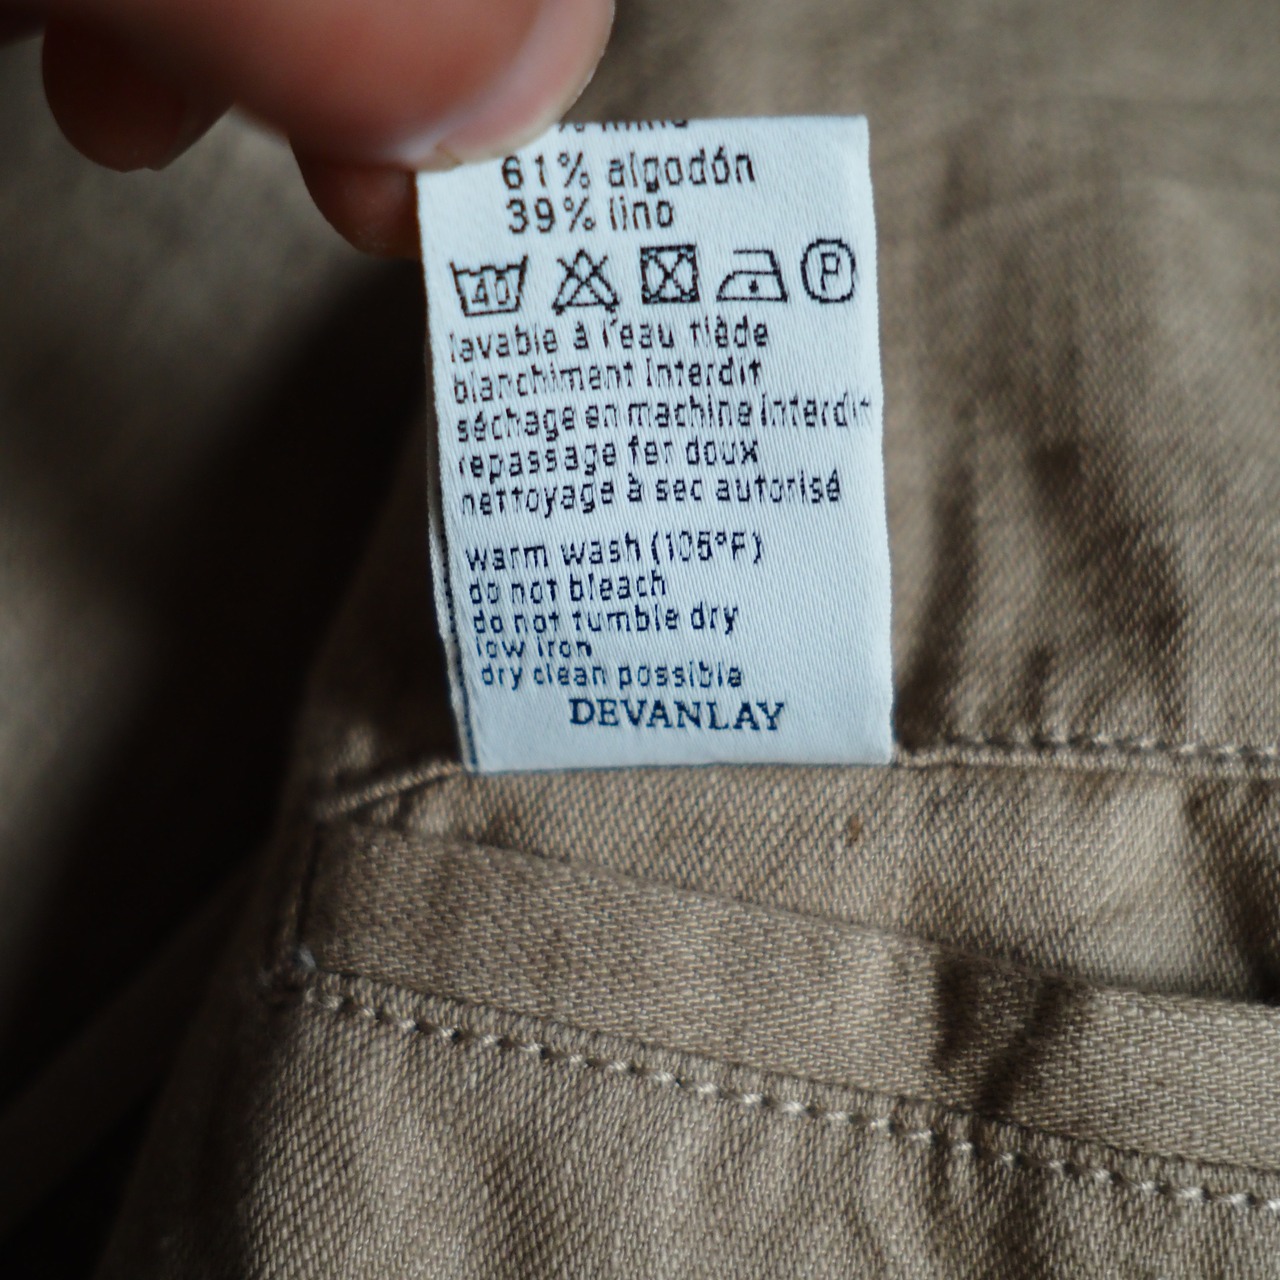 61% algodón
39% lino
40 P
lavable à l'eau tiède
blanchiment interdit
séchage en machine interdit
repassage fer doux
nettoyage à sec autorisé
warm wash (105°F)
do not bleach
do not tumble dry
low iron
dry clean possible
DEVANLAY